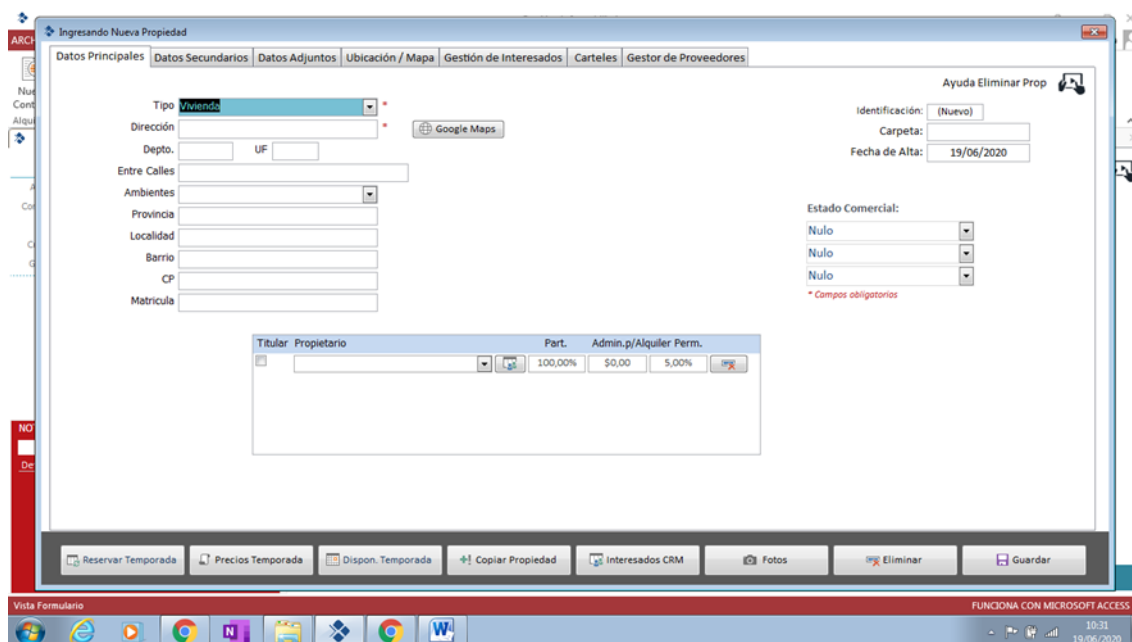 Ingresando Nueva Propiedad
ARCH
Datos Principales Datos Secundarios Datos Adjuntos Ubicación / Mapa Gestión de Interesados Carteles Gestor de Proveedores
Ayuda Eliminar Prop
Tipo Vivienda *
Identificación: (Nuevo)
Dirección * Google Maps
Carpeta:
Depto. UF
Fecha de Alta: 19/06/2020
Entre Calles
Ambientes
Provincia
Estado Comercial:
Localidad
Nulo
Barrio
Nulo
CP
Nulo
Matricula
* Campos obligatorios
Titular Propietario Part. Admin.p/Alquiler Perm.
100,00% $0,00 5,00%
Reservar Temporada Precios Temporada Dispon. Temporada Copiar Propiedad Interesados CRM Fotos Eliminar Guardar
Vista Formulario FUNCIONA CON MICROSOFT ACCESS
10:31
19/06/2020